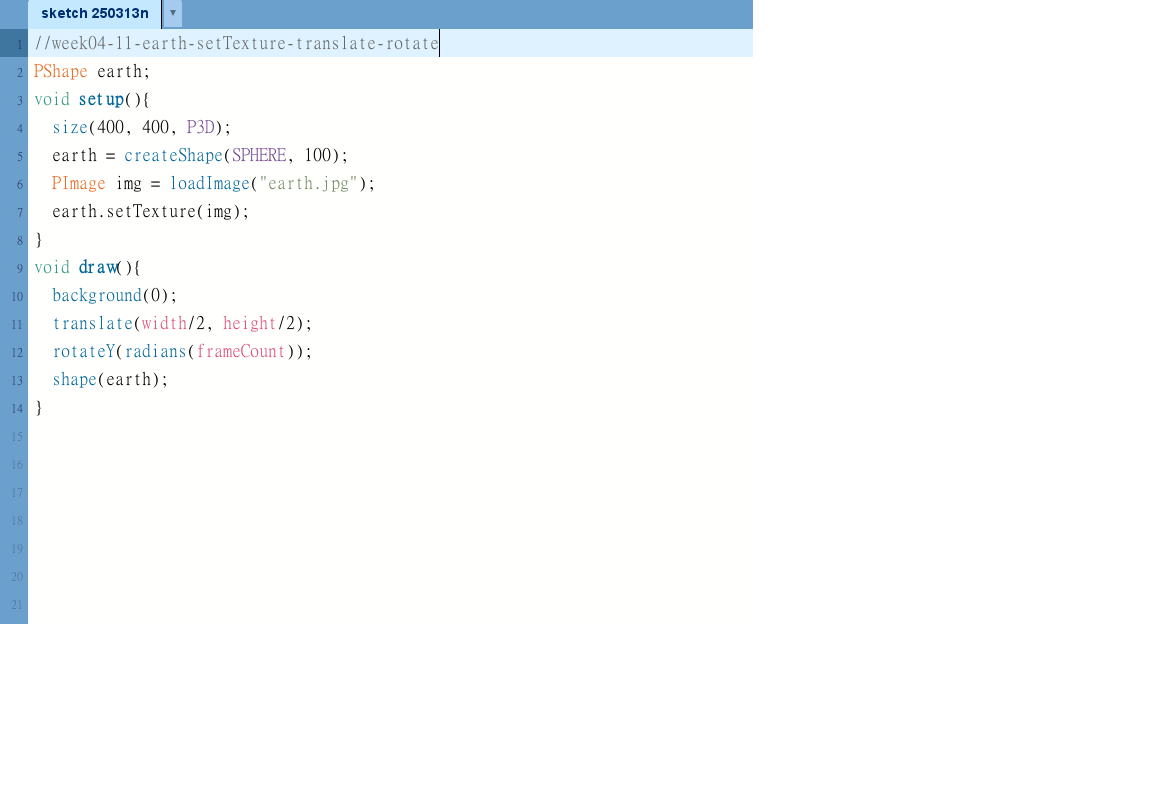 sketch 250313n ▼
1 //week04-11-earth-setTexture-translate-rotate
2 PShape earth;
3 void setup(){
4   size(400, 400, P3D);
5   earth = createShape(SPHERE, 100);
6   PImage img = loadImage("earth.jpg");
7   earth.setTexture(img);
8 }
9 void draw(){
10   background(0);
11   translate(width/2, height/2);
12   rotateY(radians(frameCount));
13   shape(earth);
14 }
15
16
17
18
19
20
21